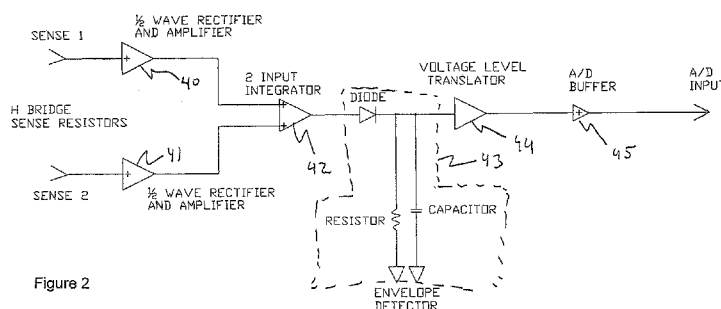 ½ WAVE RECTIFIER
AND AMPLIFIER
SENSE 1
+
40
2 INPUT
INTEGRATOR
VOLTAGE LEVEL
TRANSLATOR
A/D
BUFFER
A/D
INPUT
DIODE
H BRIDGE
SENSE RESISTORS
+
+
42
43
44
+
45
41
+
SENSE 2
½ WAVE RECTIFIER
AND AMPLIFIER
RESISTOR
CAPACITOR
Figure 2
ENVELOPE
DETECTOR